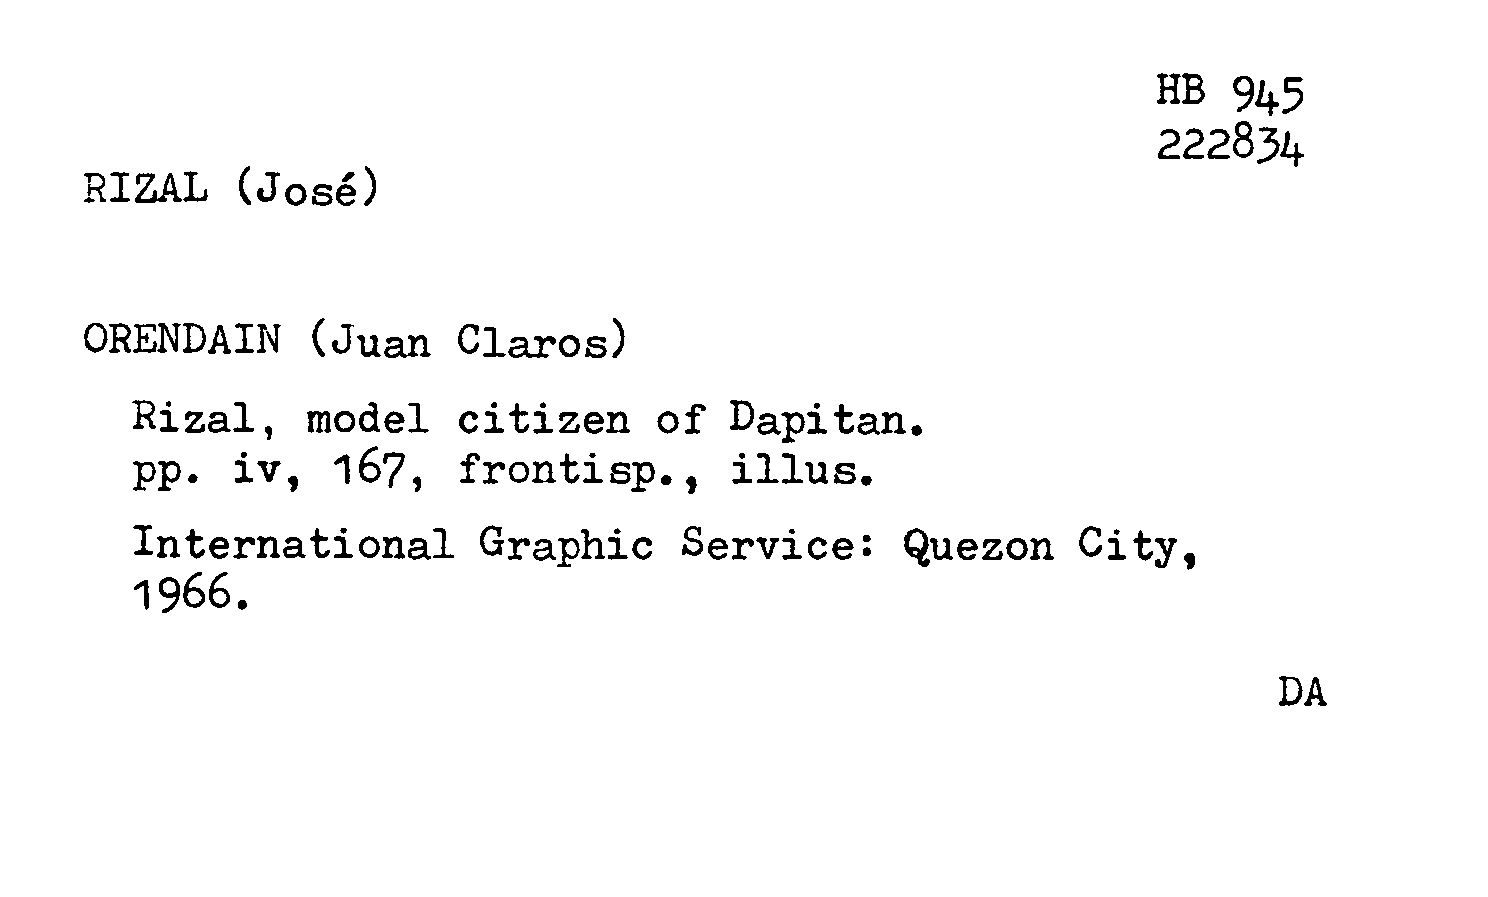 HB 945
222834
RIZAL (José)
ORENDAIN (Juan Claros)
Rizal, model citizen of Dapitan.
pp. iv, 167, frontisp., illus.
International Graphic Service: Quezon City,
1966.
DA